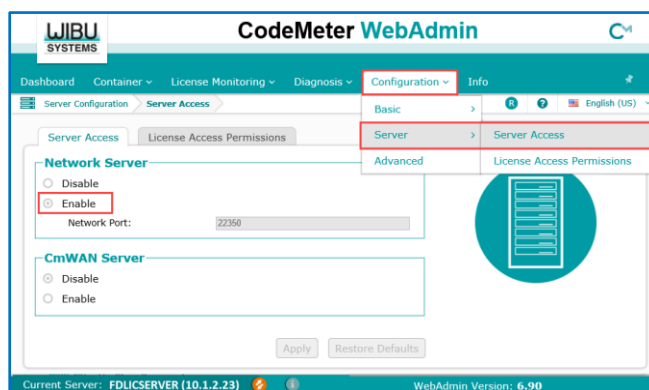 WIBU
SYSTEMS
CodeMeter WebAdmin
Dashboard Container License Monitoring Diagnosis Configuration Info
Server Configuration Server Access
R ? English (US)
Basic >
Server > Server Access
Advanced License Access Permissions
Server Access License Access Permissions
Network Server
Disable
Enable
Network Port: 22350
CmWAN Server
Disable
Enable
Apply Restore Defaults
Current Server: FDLICSERVER (10.1.2.23) WebAdmin Version: 6.90